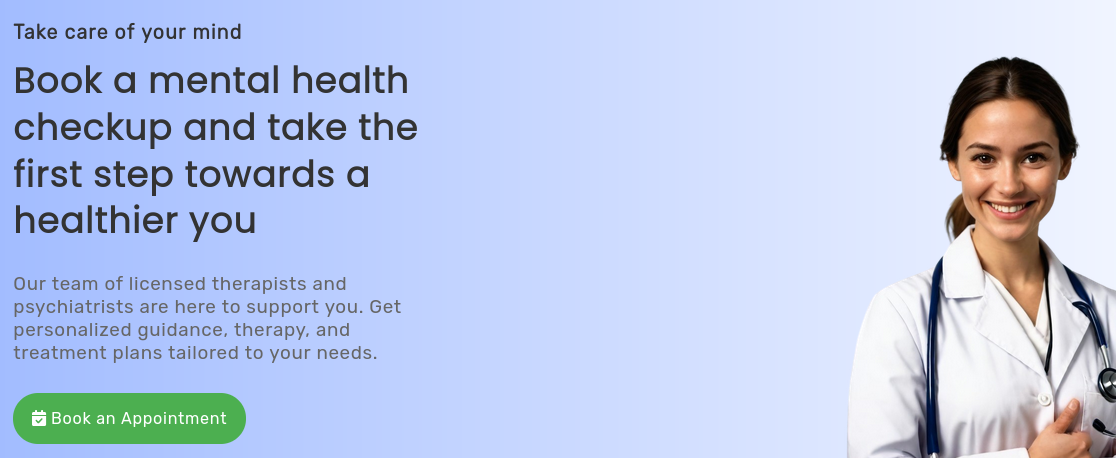 Take care of your mind
Book a mental health
checkup and take the
first step towards a
healthier you
Our team of licensed therapists and
psychiatrists are here to support you. Get
personalized guidance, therapy, and
treatment plans tailored to your needs.
Book an Appointment